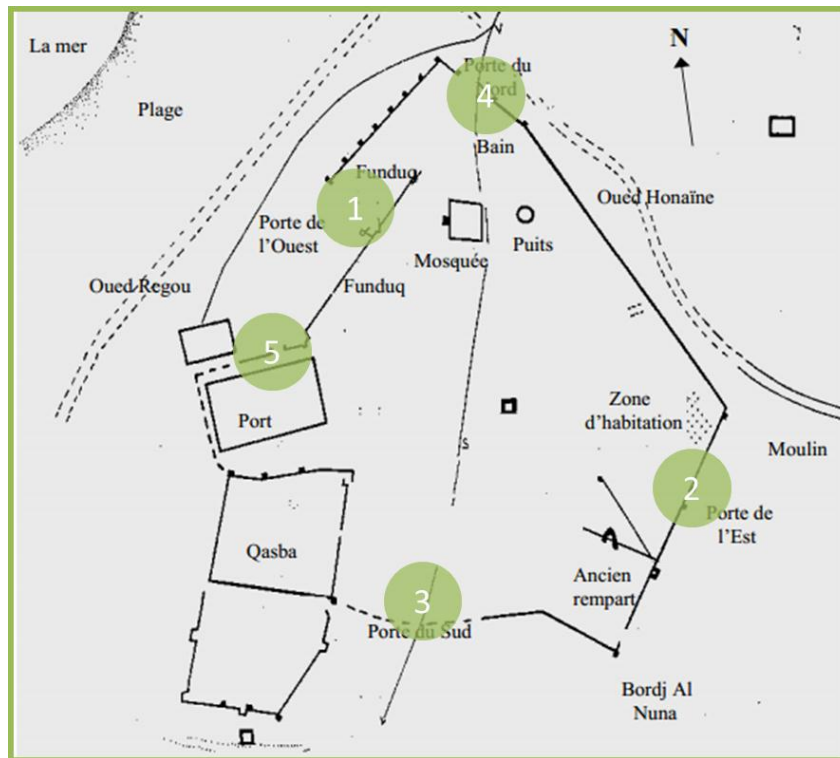 La mer
N
Porte du
Nord
4
Plage
Bain
Funduq
Oued Honaïne
1
Porte de
l'Ouest
Puits
Mosquée
Oued Regou
Funduq
5
Zone
d'habitation
Port
Moulin
s
2
Porte de
l'Est
Qasba
Ancien
rempart
3
Porte du Sud
Bordj Al
Nuna